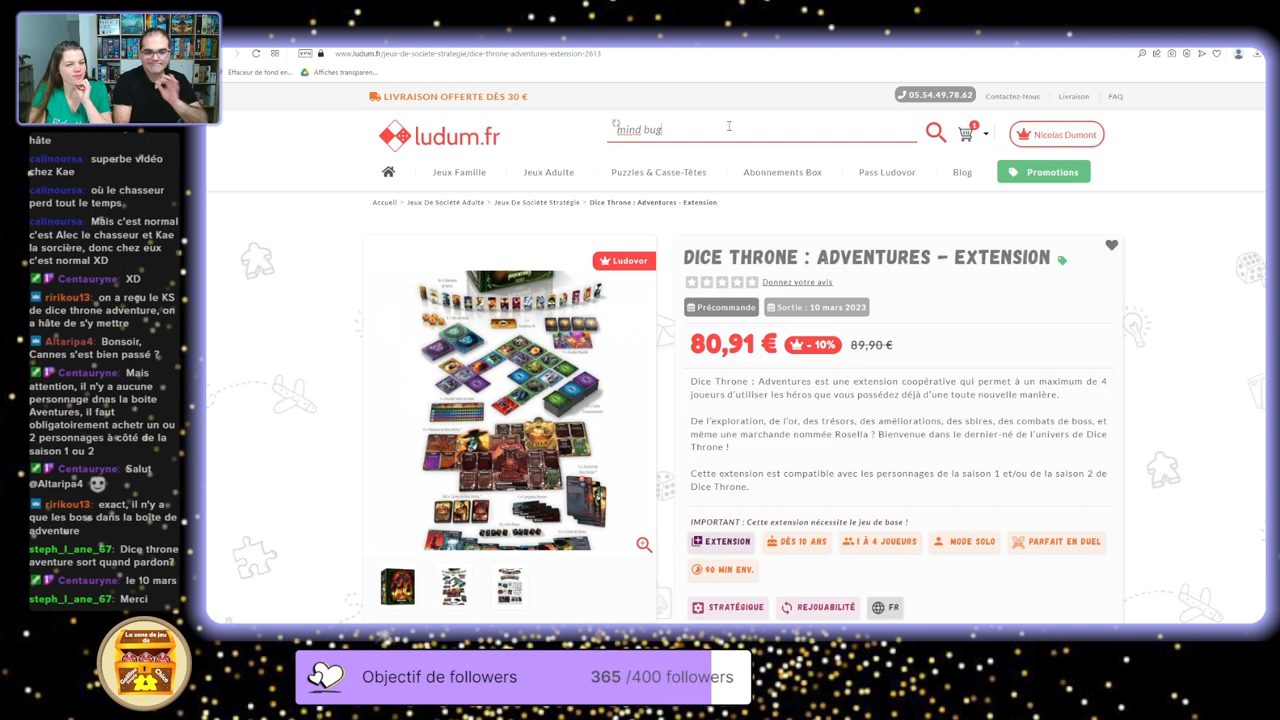 VPN www.ludum.fr/jeux-de-societe-strategie/dice-throne-adventures-extension-2613
Effaceur de fond en... Affiches transparen...
LIVRAISON OFFERTE DÈS 30 €
05.54.49.78.62 Contactez-Nous Livraison FAQ
ludum.fr
mind bug
1
Nicolas Dumont
Jeux Famille Jeux Adulte Puzzles & Casse-Têtes Abonnements Box Pass Ludovor Blog Promotions
Accueil > Jeux De Société Adulte > Jeux De Société Stratégie > Dice Throne : Adventures - Extension
Ludovor
DICE THRONE : ADVENTURES – EXTENSION
Donnez votre avis
Précommande Sortie : 10 mars 2023
80,91 € - 10% 89,90 €
Dice Throne : Adventures est une extension coopérative qui permet à un maximum de 4
joueurs d'utiliser les héros que vous possédez déjà d'une toute nouvelle manière.
De l'exploration, de l'or, des trésors, des améliorations, des sbires, des combats de boss, et
même une marchande nommée Rosella ? Bienvenue dans le dernier-né de l'univers de Dice
Throne !
Cette extension est compatible avec les personnages de la saison 1 et/ou de la saison 2 de
Dice Throne.
IMPORTANT : Cette extension nécessite le jeu de base !
EXTENSION DÈS 10 ANS 1 À 4 JOUEURS MODE SOLO PARFAIT EN DUEL
90 MIN ENV.
STRATÉGIQUE REJOUABILITÉ FR
hâte
calinoursa: superbe vidéo
chez Kae
calinoursa: où le chasseur
perd tout le temps
calinoursa: Mais c'est normal
c'est Alec le chasseur et Kae
la sorcière, donc chez eux
c'est normal XD
Centauryne: XD
ririkou13: on a reçu le KS
de dice throne adventure, on
a hâte de s'y mettre
Altaripa4: Bonsoir,
Cannes s'est bien passé ?
Centauryne: Mais
attention, il n'y a aucune
personnage dnas la boite
Aventures, il faut
obligatoirement achetr un ou
2 personnages à côté de la
saison 1 ou 2
Centauryne: Salut
@Altaripa4
ririkou13: exact, il n'y a
que les boss dans la boîte de
adventure
steph_l_ane_67: Dice throne
aventure sort quand pardon?
Centauryne: le 10 mars
steph_l_ane_67: Merci
La zone de jeu
de
Chico
Objectif de followers 365 /400 followers